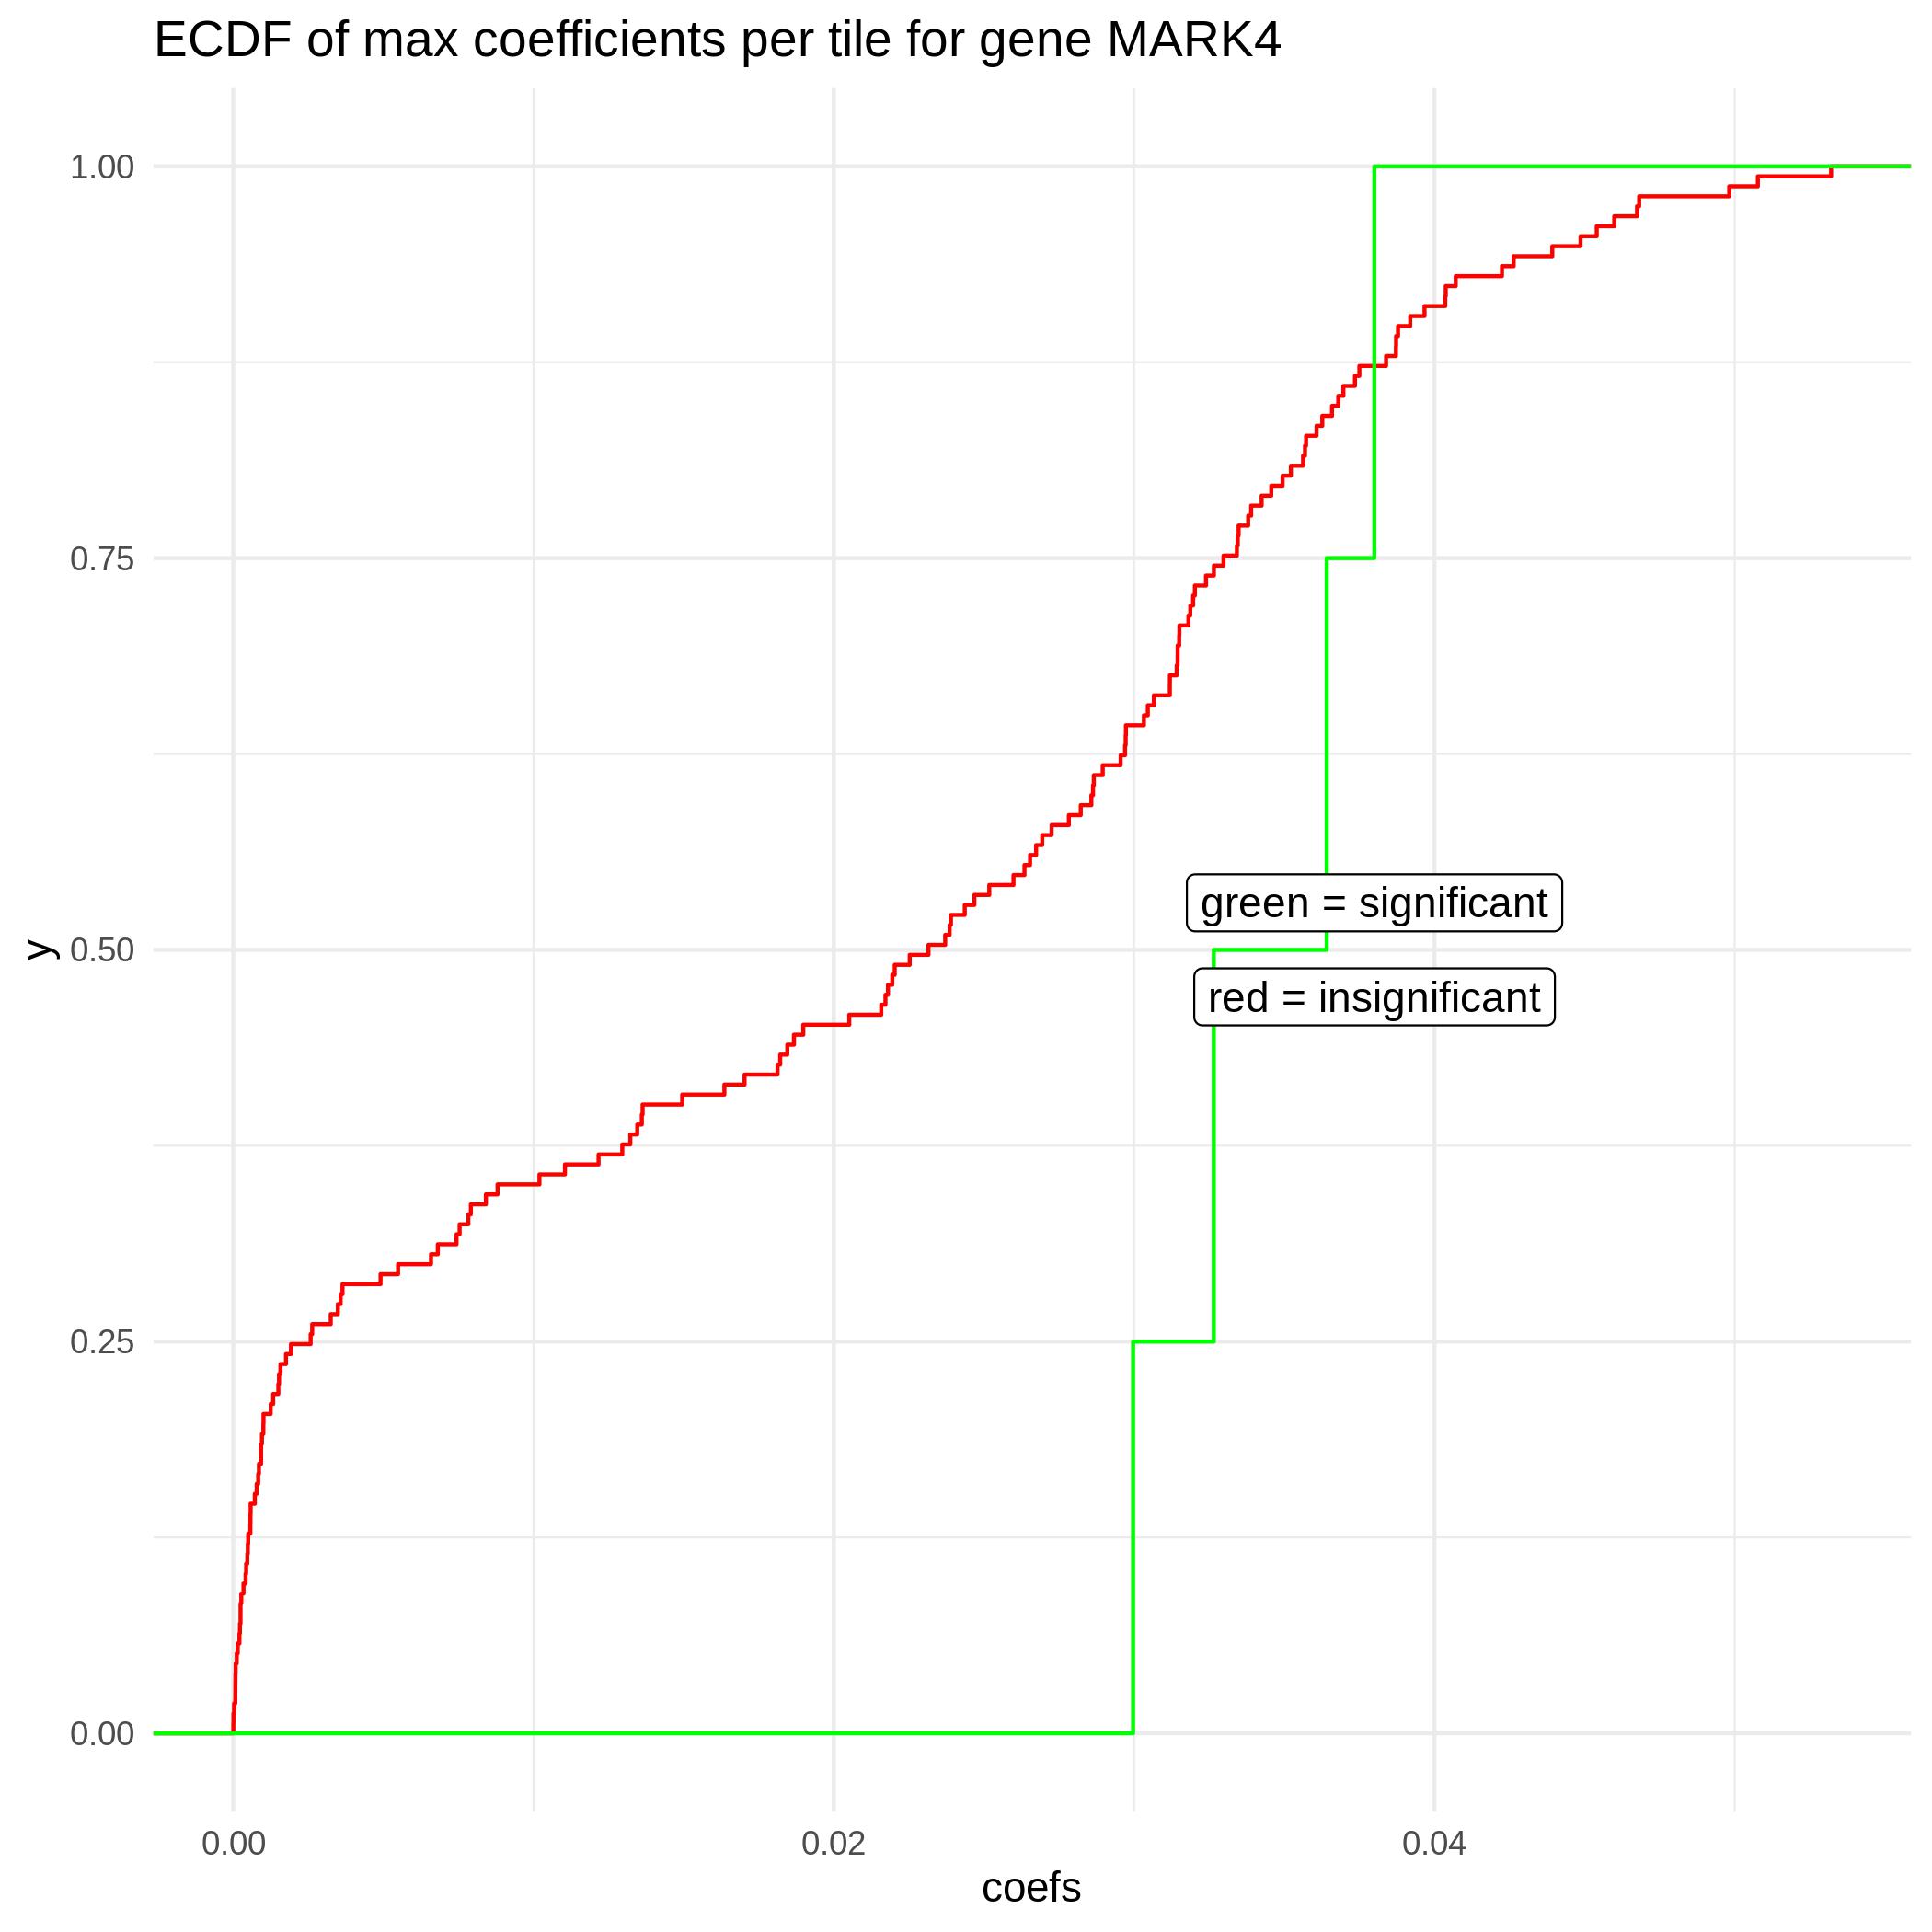 ECDF of max coefficients per tile for gene MARK4
1.00
0.75
0.50
0.25
0.00
y
green = significant
red = insignificant
0.00 0.02 0.04
coefs